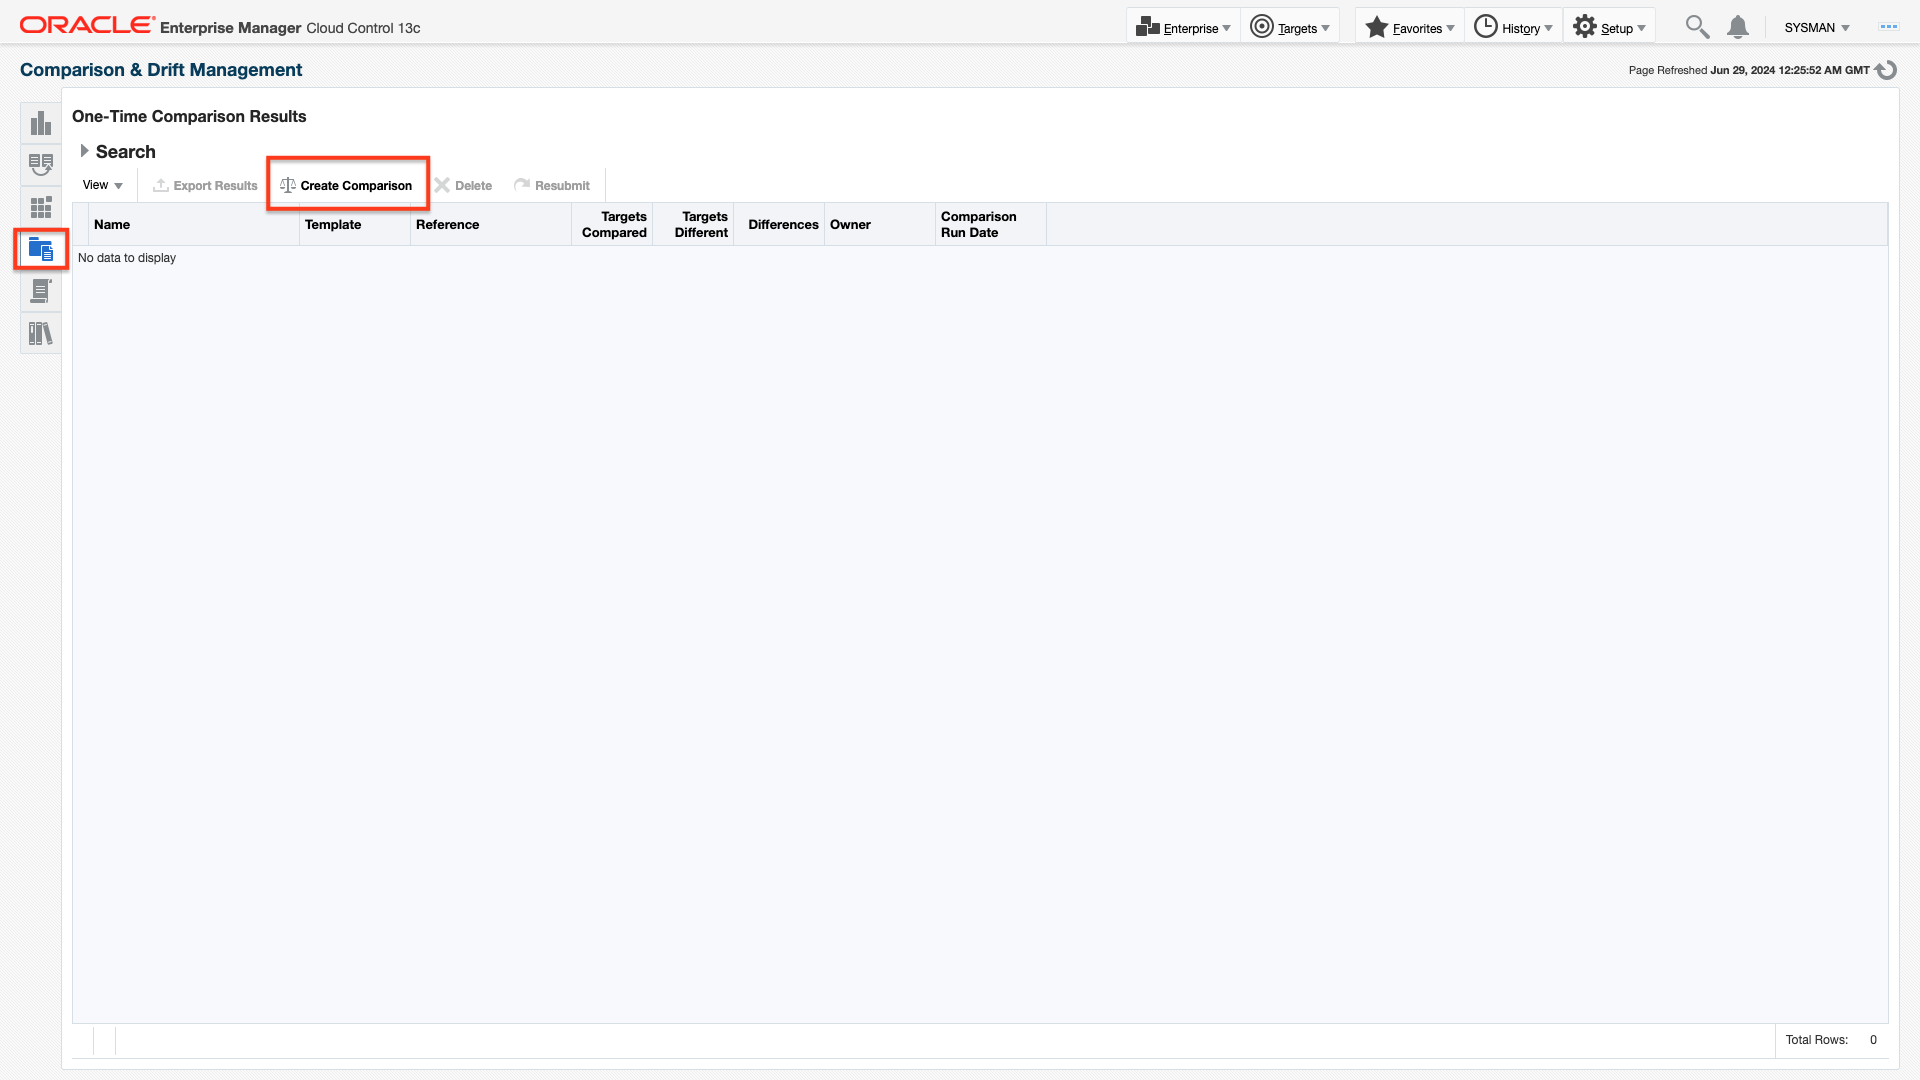 ORACLE Enterprise Manager Cloud Control 13c
Enterprise Targets Favorites History Setup SYSMAN
Comparison & Drift Management
Page Refreshed Jun 29, 2024 12:25:52 AM GMT
One-Time Comparison Results
Search
View Export Results Create Comparison Delete Resubmit
Name Template Reference Targets Compared Targets Different Differences Owner Comparison Run Date
No data to display
Total Rows: 0